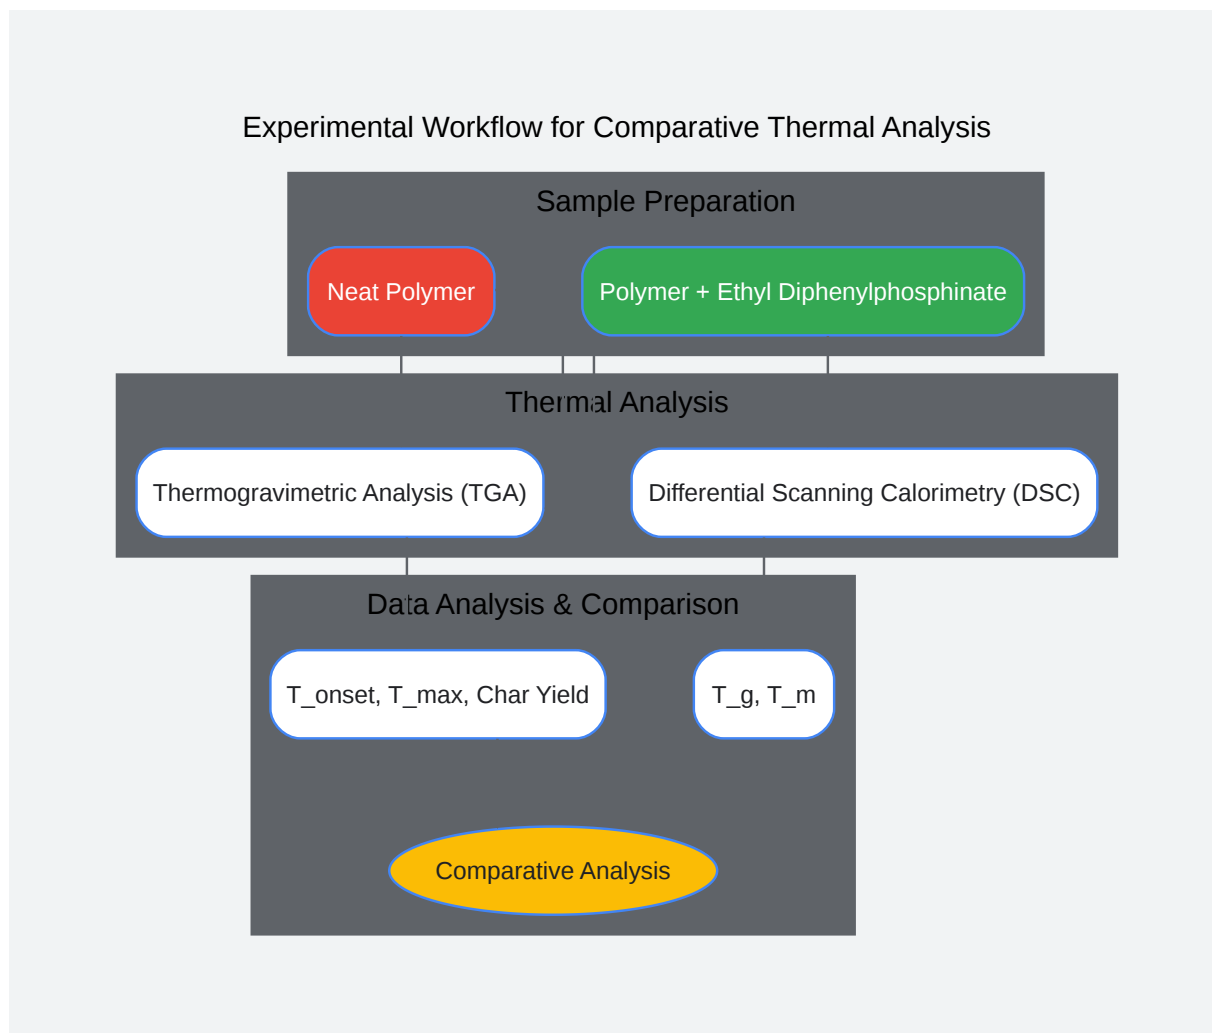 Experimental Workflow for Comparative Thermal Analysis
Sample Preparation
Neat Polymer
Polymer + Ethyl Diphenylphosphinate
Thermal Analysis
Thermogravimetric Analysis (TGA)
Differential Scanning Calorimetry (DSC)
Data Analysis & Comparison
T_onset, T_max, Char Yield
T_g, T_m
Comparative Analysis